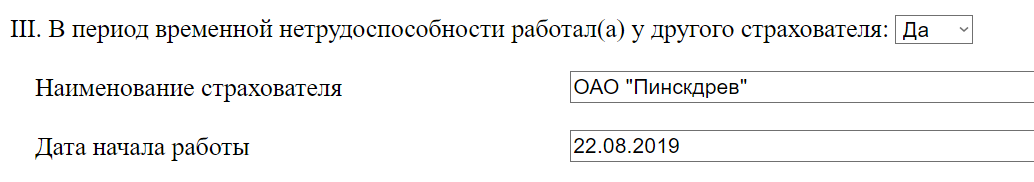 III. В период временной нетрудоспособности работал(а) у другого страхователя: Да
Наименование страхователя ОАО "Пинскдрев"
Дата начала работы 22.08.2019